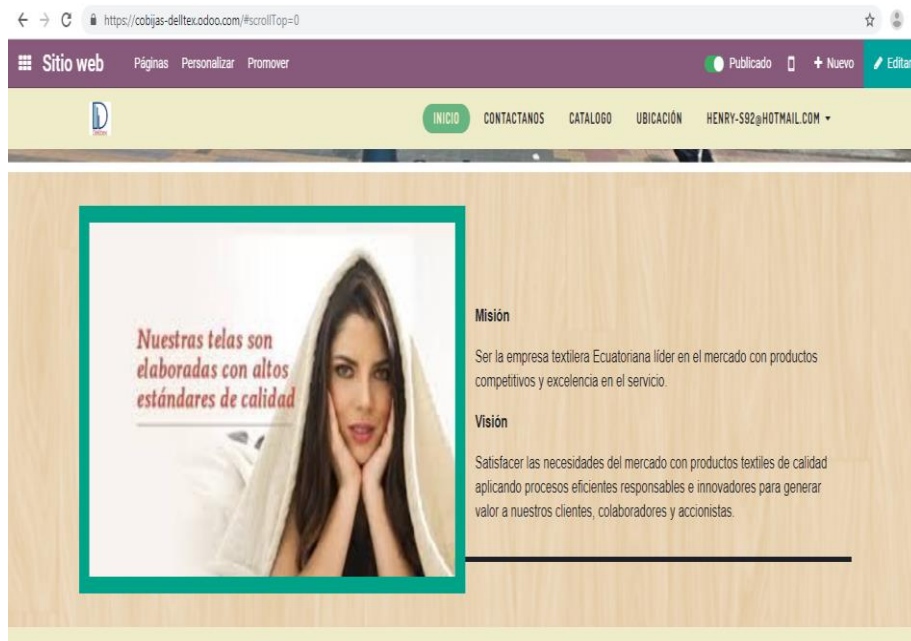 https://cobijas-delltex.odoo.com/#scrollTop=0
Sitio web Páginas Personalizar Promover Publicado + Nuevo Editar
INICIO CONTACTANOS CATALOGO UBICACIÓN HENRY-S92@HOTMAIL.COM
Nuestras telas son
elaboradas con altos
estándares de calidad
Misión
Ser la empresa textilera Ecuatoriana líder en el mercado con productos
competitivos y excelencia en el servicio.
Visión
Satisfacer las necesidades del mercado con productos textiles de calidad
aplicando procesos eficientes responsables e innovadores para generar
valor a nuestros clientes, colaboradores y accionistas.